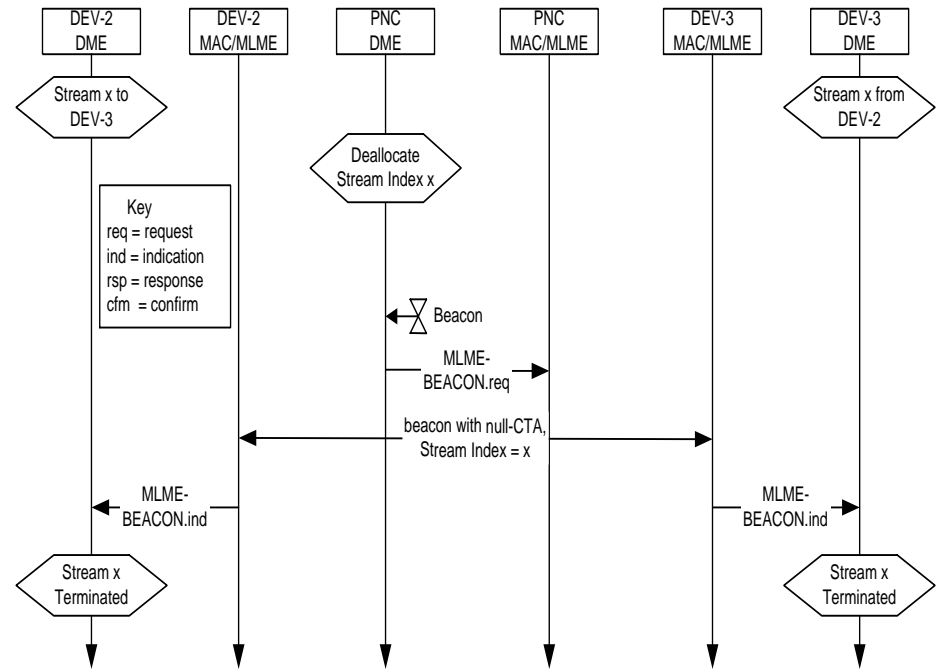 DEV-2
DME
DEV-2
MAC/MLME
PNC
DME
PNC
MAC/MLME
DEV-3
MAC/MLME
DEV-3
DME
Stream x to
DEV-3
Stream x from
DEV-2
Deallocate
Stream Index x
Key
req = request
ind = indication
rsp = response
cfm = confirm
Beacon
MLME-
BEACON.req
beacon with null-CTA,
Stream Index = x
MLME-
BEACON.ind
MLME-
BEACON.ind
Stream x
Terminated
Stream x
Terminated